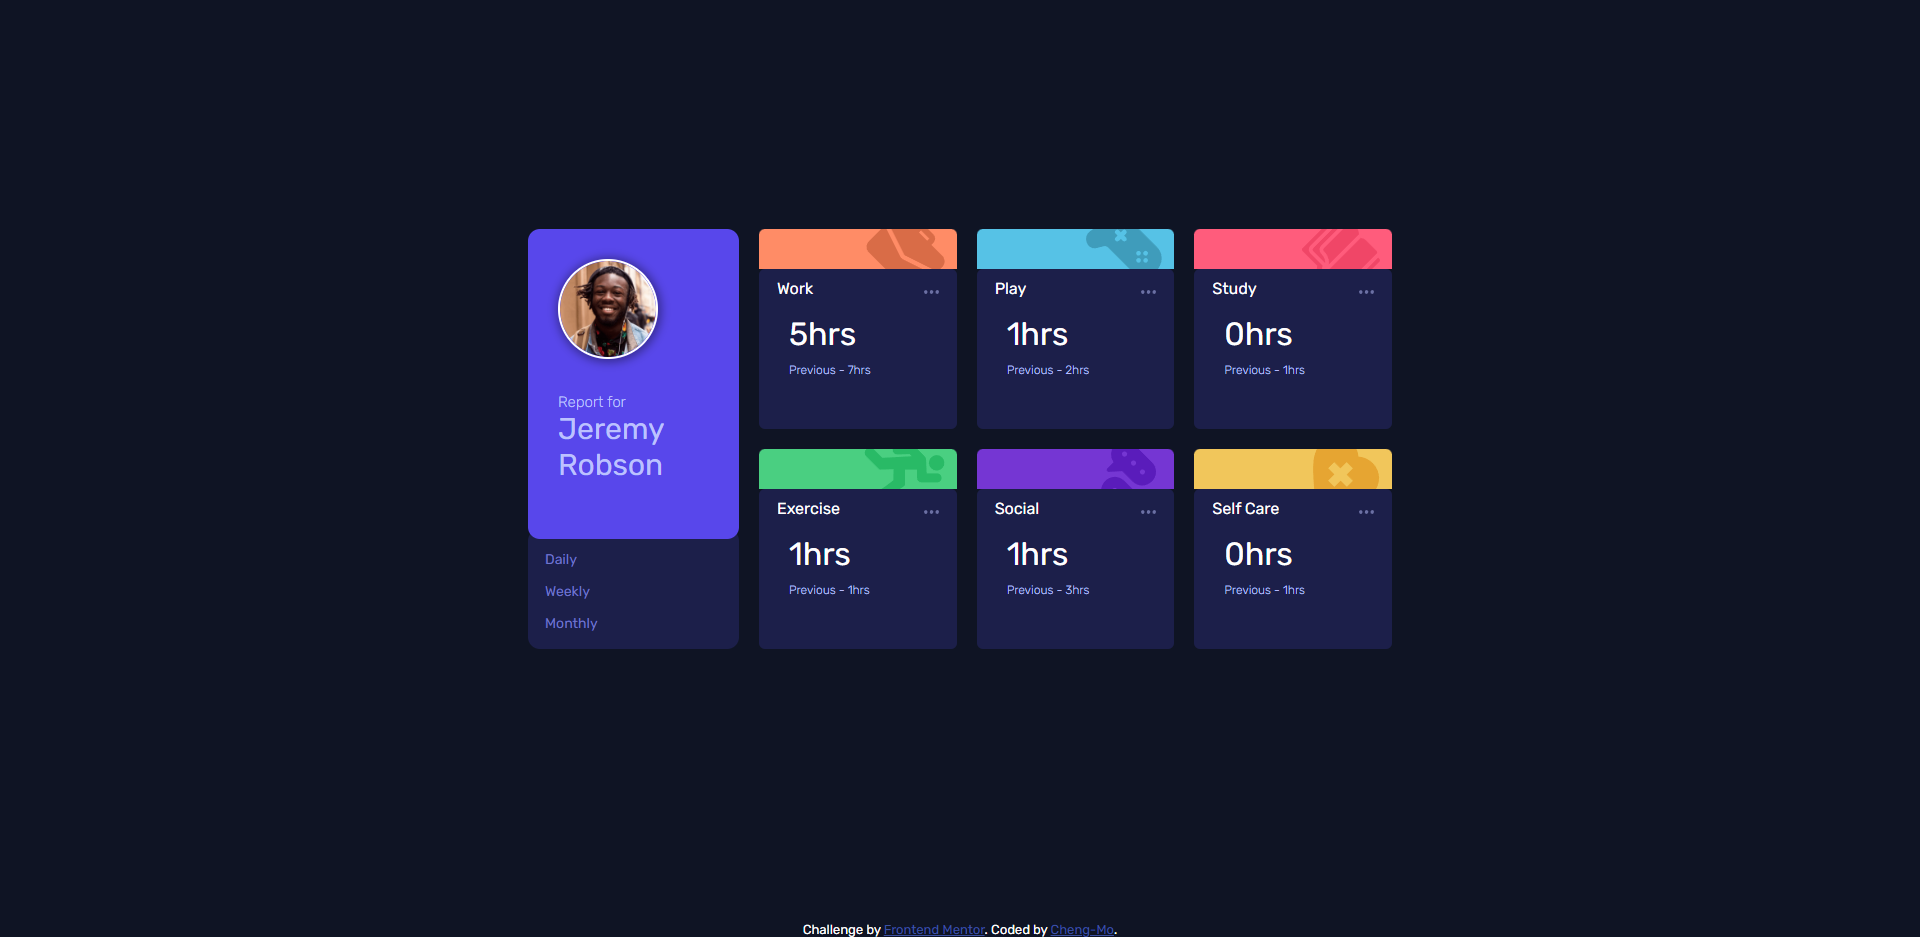 Report for
Jeremy
Robson
Daily
Weekly
Monthly
Work
5hrs
Previous - 7hrs
Play
1hrs
Previous - 2hrs
Study
0hrs
Previous - 1hrs
Exercise
1hrs
Previous - 1hrs
Social
1hrs
Previous - 3hrs
Self Care
0hrs
Previous - 1hrs
Challenge by Frontend Mentor. Coded by Cheng-Mo.